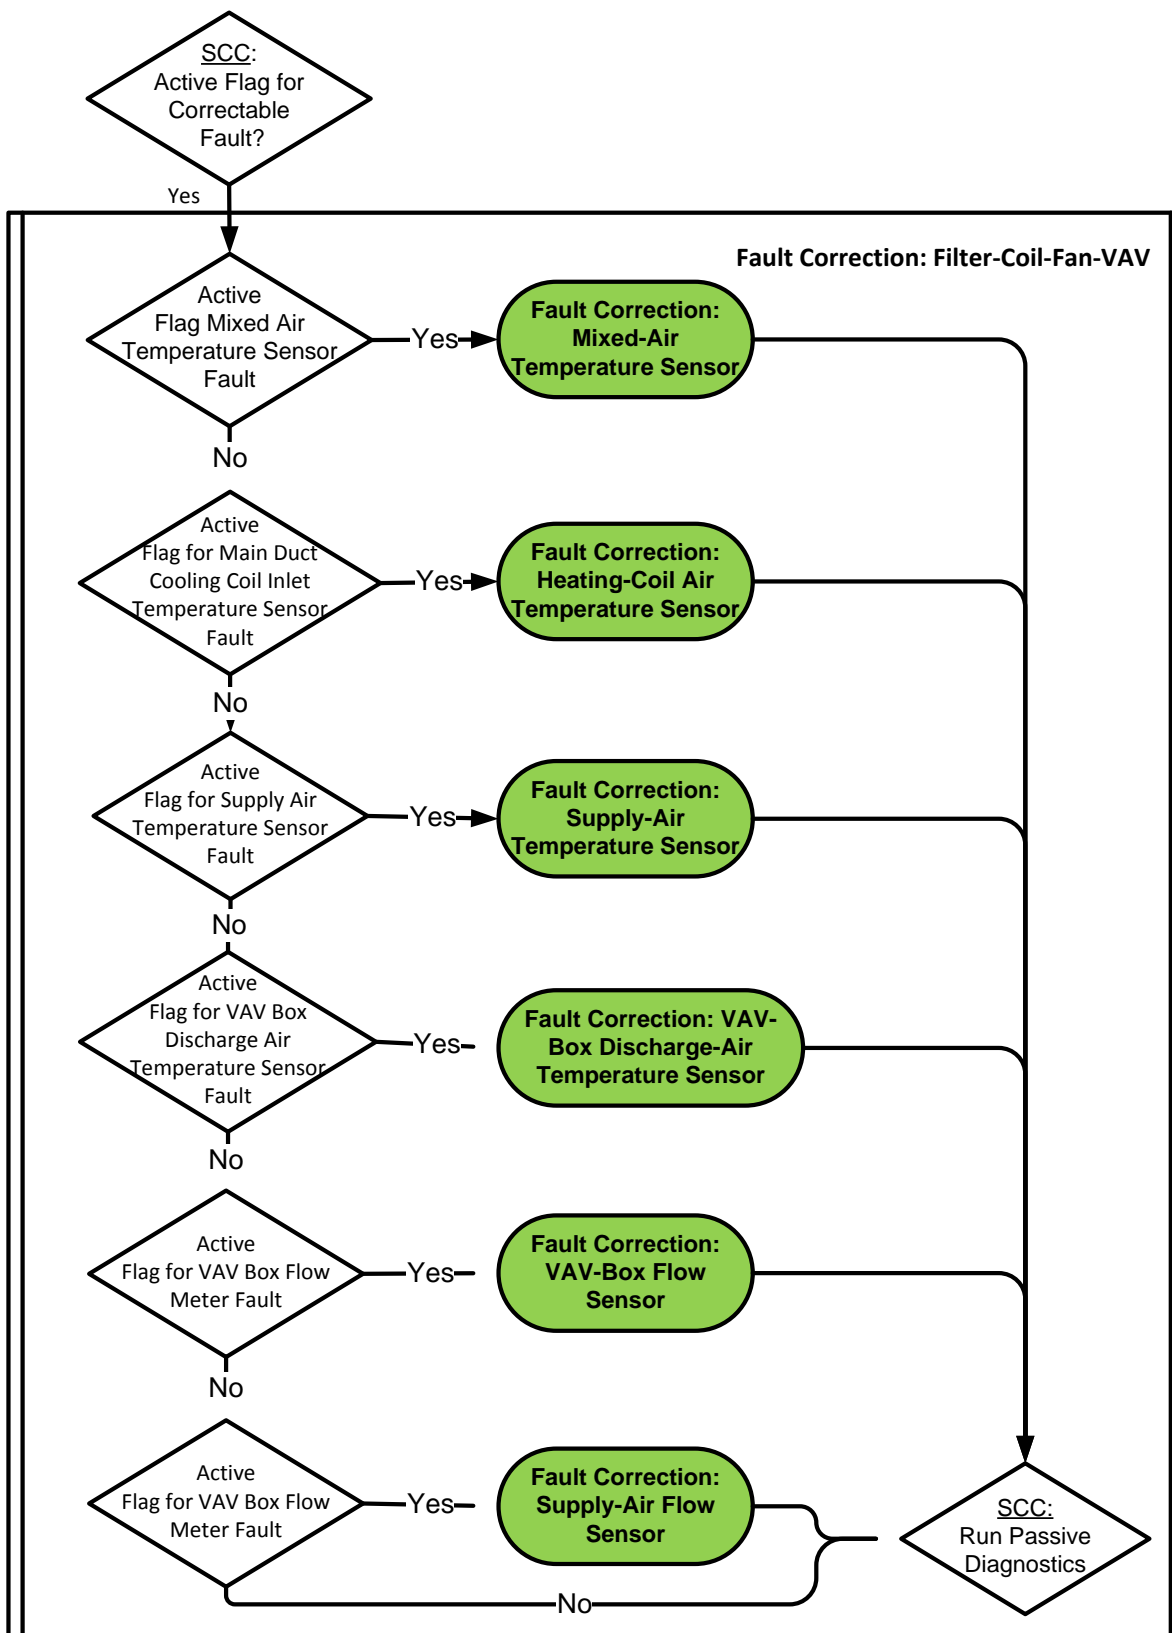 SCC:
Active Flag for
Correctable
Fault?
Yes
Fault Correction: Filter-Coil-Fan-VAV
Active
Flag Mixed Air
Temperature Sensor
Fault
Yes
Fault Correction:
Mixed-Air
Temperature Sensor
No
Active
Flag for Main Duct
Cooling Coil Inlet
Temperature Sensor
Fault
Yes
Fault Correction:
Heating-Coil Air
Temperature Sensor
No
Active
Flag for Supply Air
Temperature Sensor
Fault
Yes
Fault Correction:
Supply-Air
Temperature Sensor
No
Active
Flag for VAV Box
Discharge Air
Temperature Sensor
Fault
Yes
Fault Correction: VAV-
Box Discharge-Air
Temperature Sensor
No
Active
Flag for VAV Box Flow
Meter Fault
Yes
Fault Correction:
VAV-Box Flow
Sensor
No
Active
Flag for VAV Box Flow
Meter Fault
Yes
Fault Correction:
Supply-Air Flow
Sensor
No
SCC:
Run Passive
Diagnostics